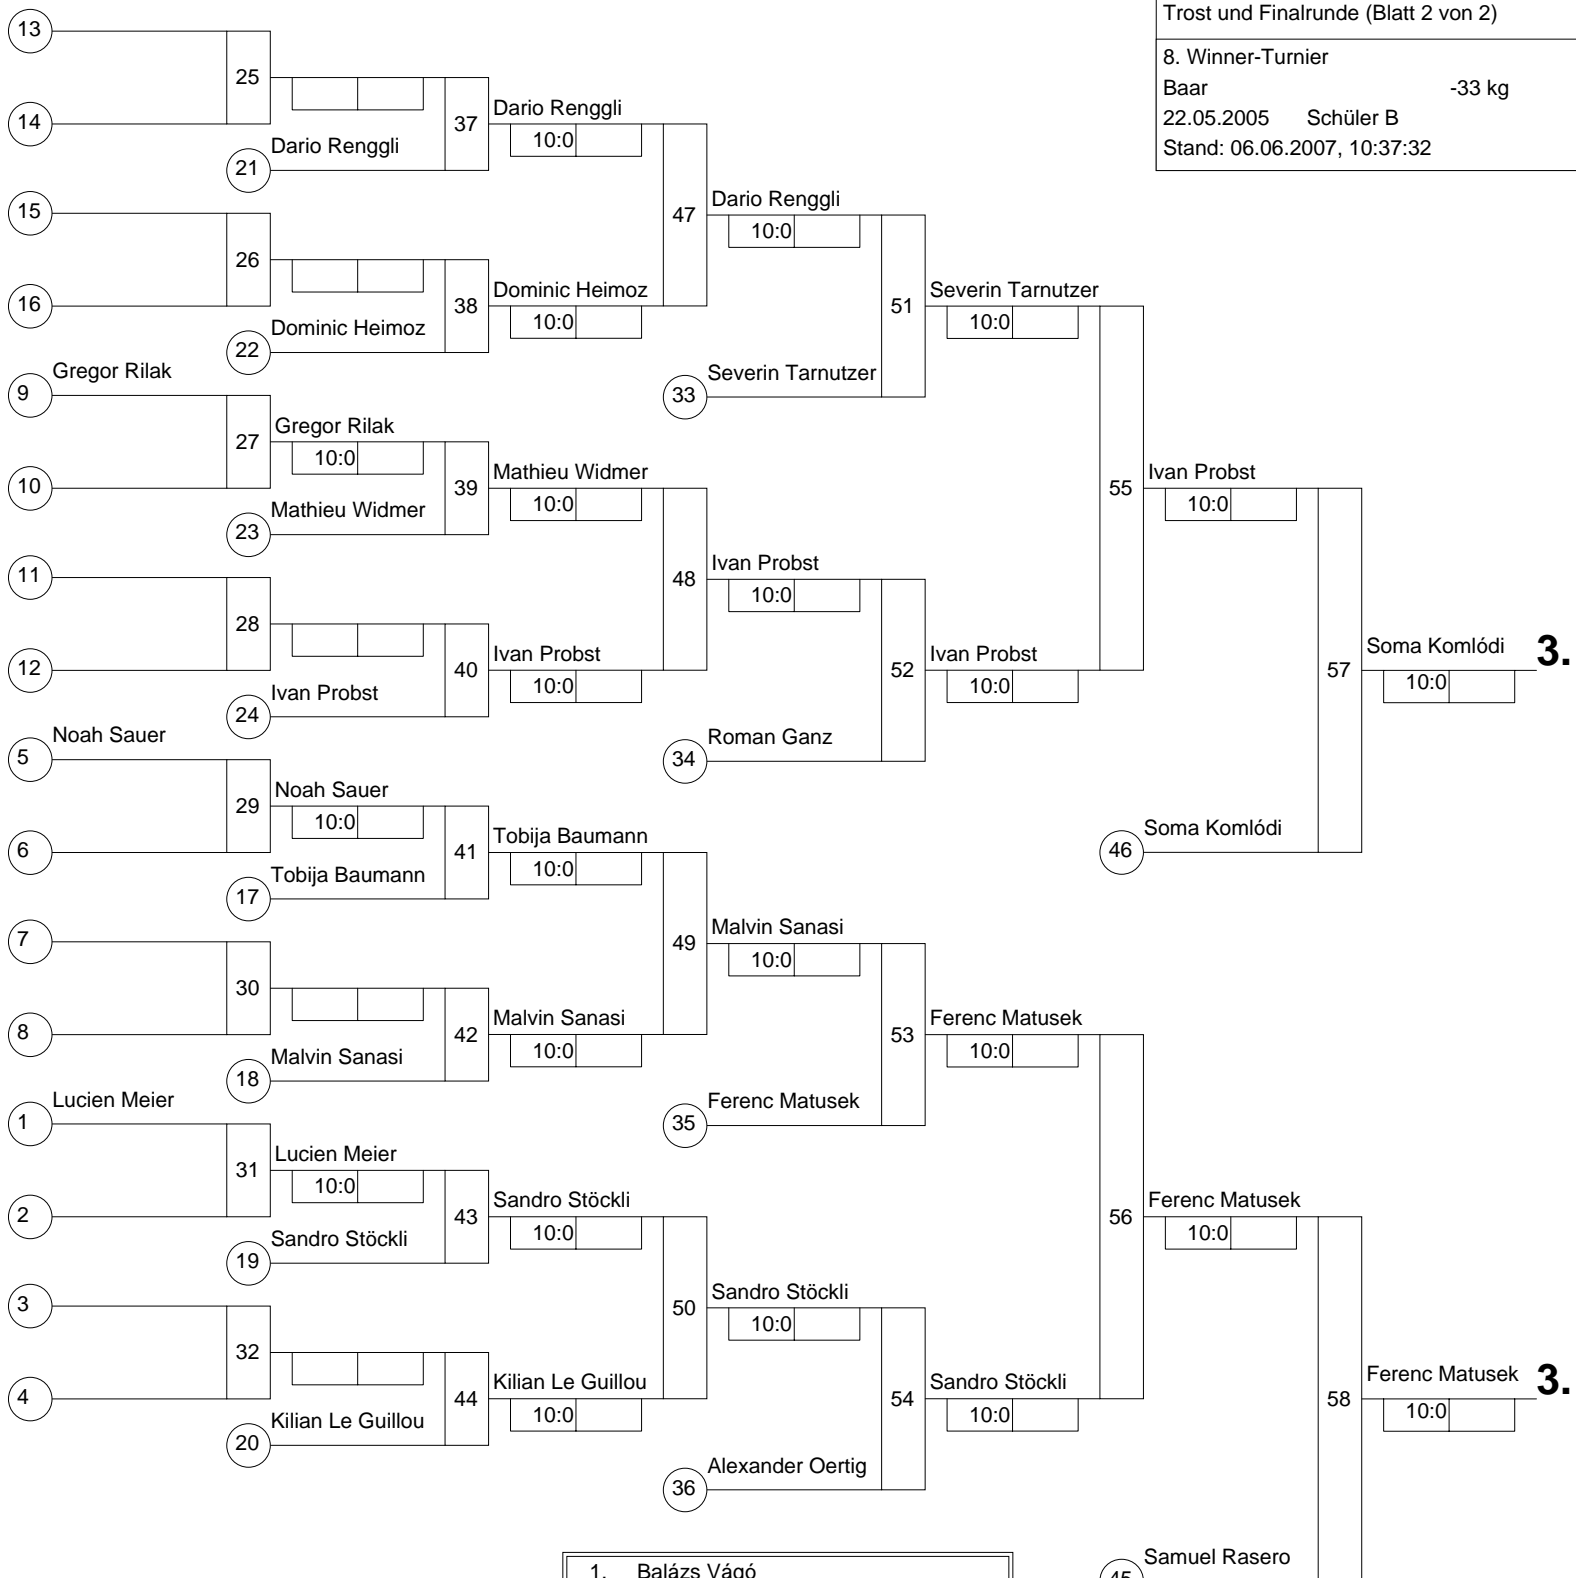 Trost und Finalrunde (Blatt 2 von 2)
8. Winner-Turnier
Baar -33 kg
22.05.2005 Schüler B
Stand: 06.06.2007, 10:37:32
13
25
14
Dario Renggli
21
37
Dario Renggli
10:0
15
26
16
Dominic Heimoz
22
38
Dominic Heimoz
10:0
47
Dario Renggli
10:0
Severin Tarnutzer
33
51
Severin Tarnutzer
10:0
Gregor Rilak
9
27
10
Gregor Rilak
10:0
Mathieu Widmer
23
39
Mathieu Widmer
10:0
11
28
12
Ivan Probst
24
40
Ivan Probst
10:0
48
Ivan Probst
10:0
Roman Ganz
34
52
Ivan Probst
10:0
55
Ivan Probst
10:0
Soma Komlódi
46
57
Soma Komlódi 3.
10:0
Noah Sauer
5
29
6
Noah Sauer
10:0
Tobija Baumann
17
41
Tobija Baumann
10:0
7
30
8
Malvin Sanasi
18
42
Malvin Sanasi
10:0
49
Malvin Sanasi
10:0
Ferenc Matusek
35
53
Ferenc Matusek
10:0
Lucien Meier
1
31
2
Lucien Meier
10:0
Sandro Stöckli
19
43
Sandro Stöckli
10:0
3
32
4
Kilian Le Guillou
20
44
Kilian Le Guillou
10:0
50
Sandro Stöckli
10:0
Alexander Oertig
36
54
Sandro Stöckli
10:0
56
Ferenc Matusek
10:0
Samuel Rasero
45
58
Ferenc Matusek 3.
10:0
1. Balázs Vágó